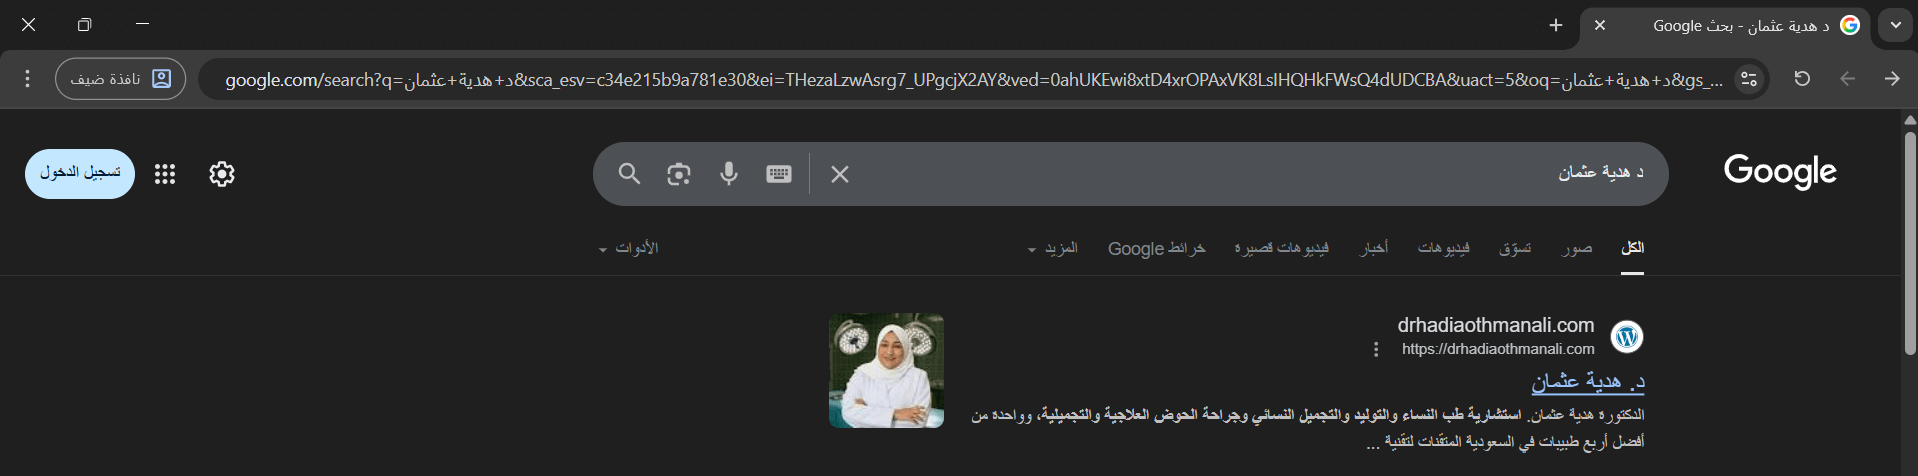 د هدية عثمان - بحث Google
google.com/search?q=د+هدية+عثمان&sca_esv=c34e215b9a781e30&ei=THezaLzwAsrg7_UPgcjX2AY&ved=0ahUKEwi8xtD4xrOPAxVK8LsIHQHkFWsQ4dUDCBA&uact=5&oq=د+هدية+عثمان&gs_...
نافذة ضيف
Google
د هدية عثمان
تسجيل الدخول
الكل صور تسوّق فيديوهات أخبار فيديوهات قصيرة خرائط Google المزيد الأدوات
drhadiaothmanali.com
https://drhadiaothmanali.com
د. هدية عثمان
الدكتورة هدية عثمان. استشارية طب النساء والتوليد والتجميل النسائي وجراحة الحوض العلاجية والتجميلية، وواحدة من
أفضل أربع طبيبات في السعودية المتقنات لتقنية ...